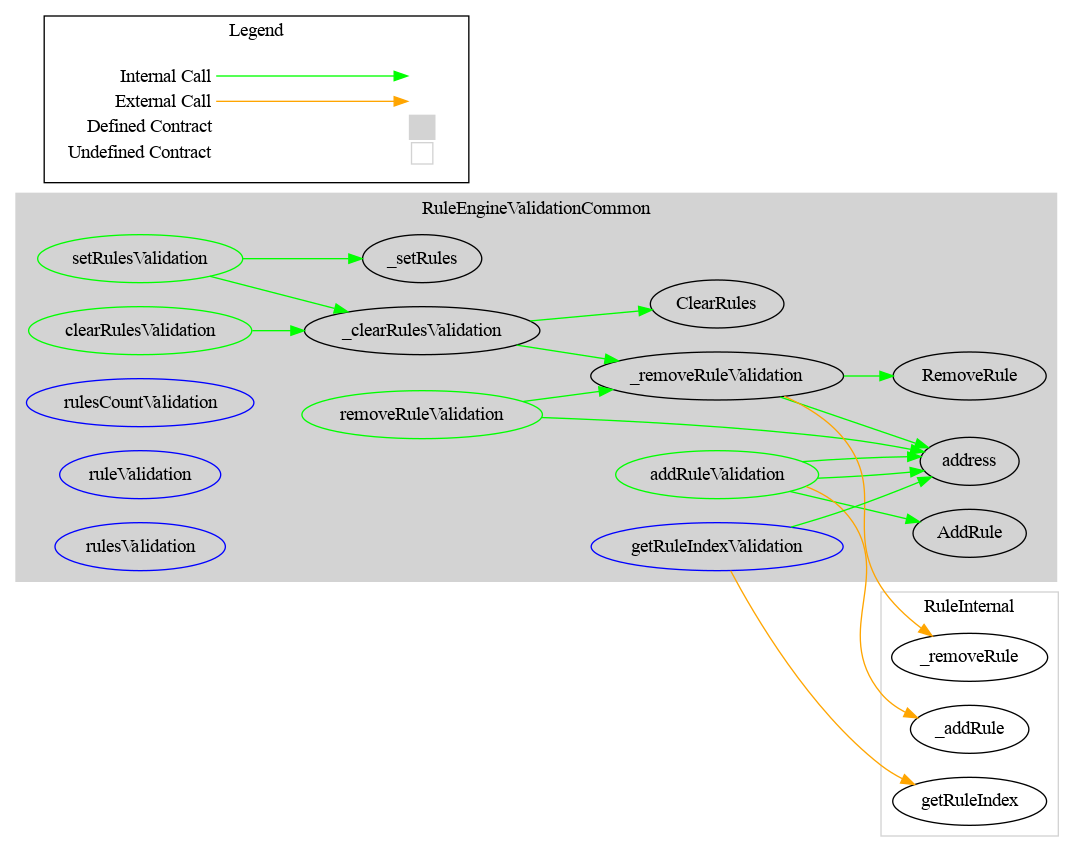 Legend
Internal Call
External Call
Defined Contract
Undefined Contract
RuleEngineValidationCommon
setRulesValidation
_setRules
ClearRules
clearRulesValidation
_clearRulesValidation
_removeRuleValidation
RemoveRule
rulesCountValidation
removeRuleValidation
address
ruleValidation
addRuleValidation
AddRule
rulesValidation
getRuleIndexValidation
RuleInternal
_removeRule
_addRule
getRuleIndex